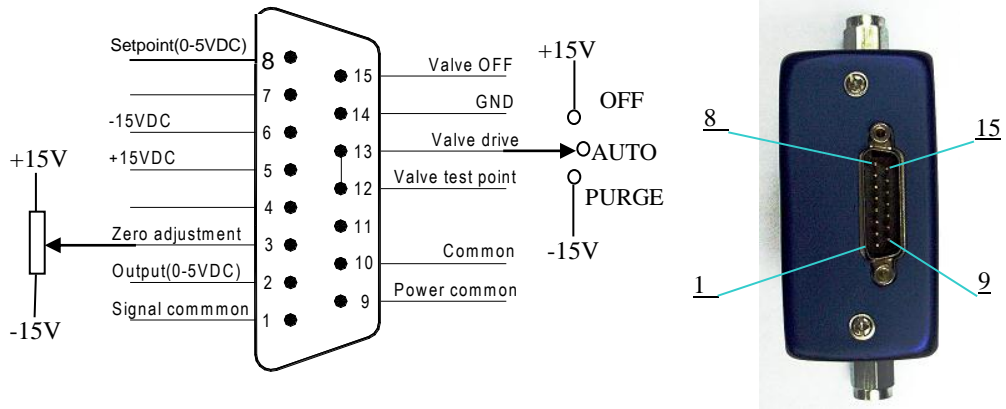 Setpoint(0-5VDC)
8
7
-15VDC
6
+15VDC
5
4
Zero adjustment
3
Output(0-5VDC)
2
Signal commmon
1
+15V
-15V
15
Valve OFF
14
GND
13
Valve drive
12
Valve test point
11
10
Common
9
Power common
+15V
OFF
AUTO
PURGE
-15V
8
15
1
9